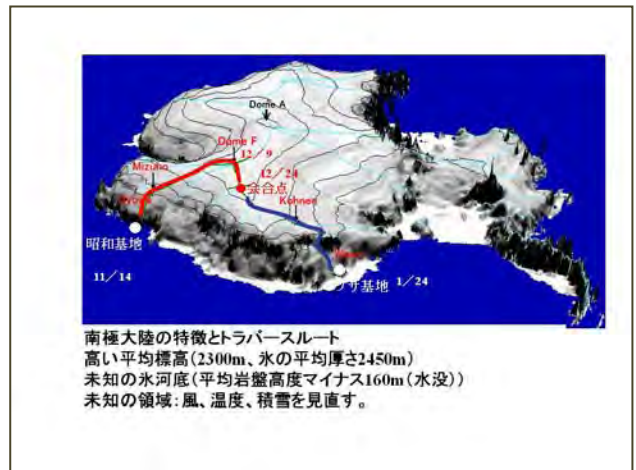 Dome A
Dome F
12/9
Mizuho
12/24
会合点
Kohnen
昭和基地
サ基地
1/24
11/14
南極大陸の特徴とトラバースルート
高い平均標高(2300m、氷の平均厚さ2450m)
未知の氷河底(平均岩盤高度マイナス160m(水没))
未知の領域:風、温度、積雪を見直す。